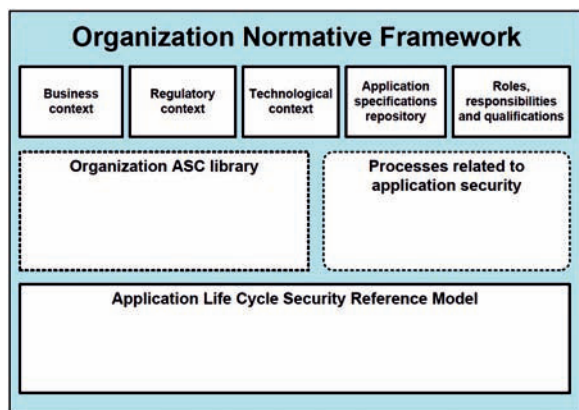 Organization Normative Framework
Business
context
Regulatory
context
Technological
context
Application
specifications
repository
Roles,
responsibilities
and qualifications
Organization ASC library
Processes related to
application security
Application Life Cycle Security Reference Model